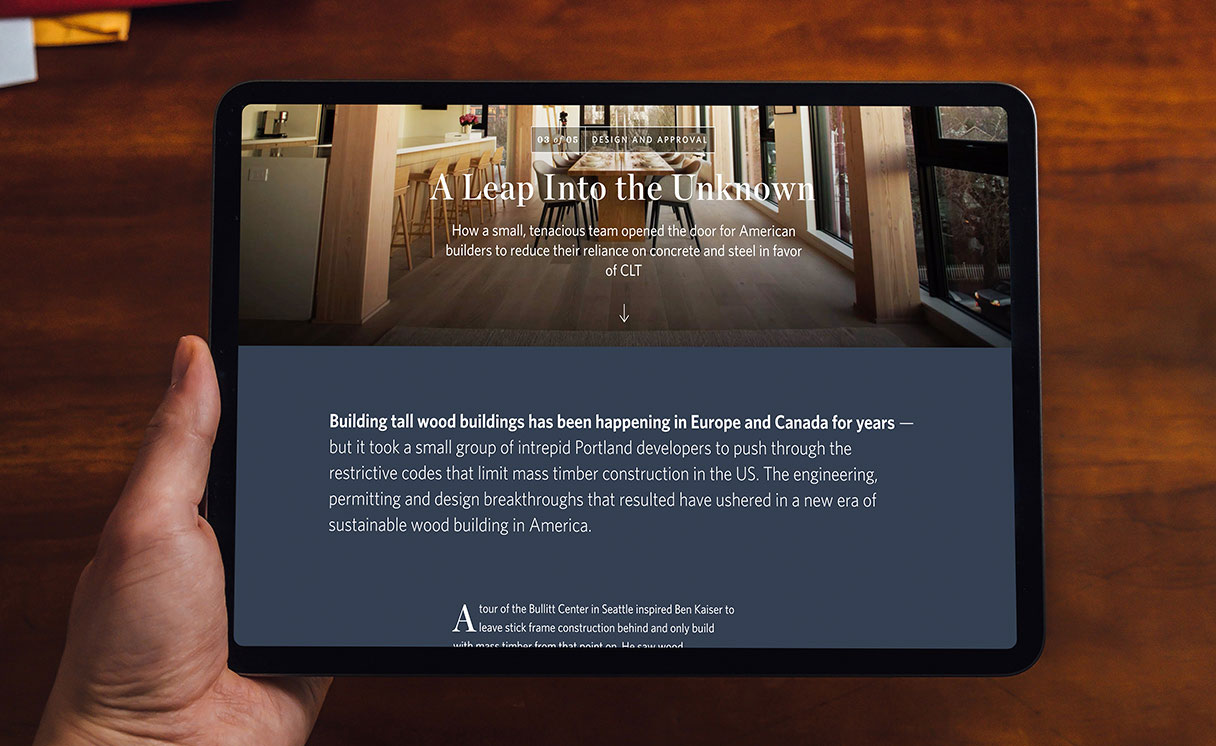 03 of 05 DESIGN AND APPROVAL
A Leap Into the Unknown
How a small, tenacious team opened the door for American
builders to reduce their reliance on concrete and steel in favor
of CLT
Building tall wood buildings has been happening in Europe and Canada for years —
but it took a small group of intrepid Portland developers to push through the
restrictive codes that limit mass timber construction in the US. The engineering,
permitting and design breakthroughs that resulted have ushered in a new era of
sustainable wood building in America.
A tour of the Bullitt Center in Seattle inspired Ben Kaiser to
leave stick frame construction behind and only build
with mass timber from that point on. He saw wood